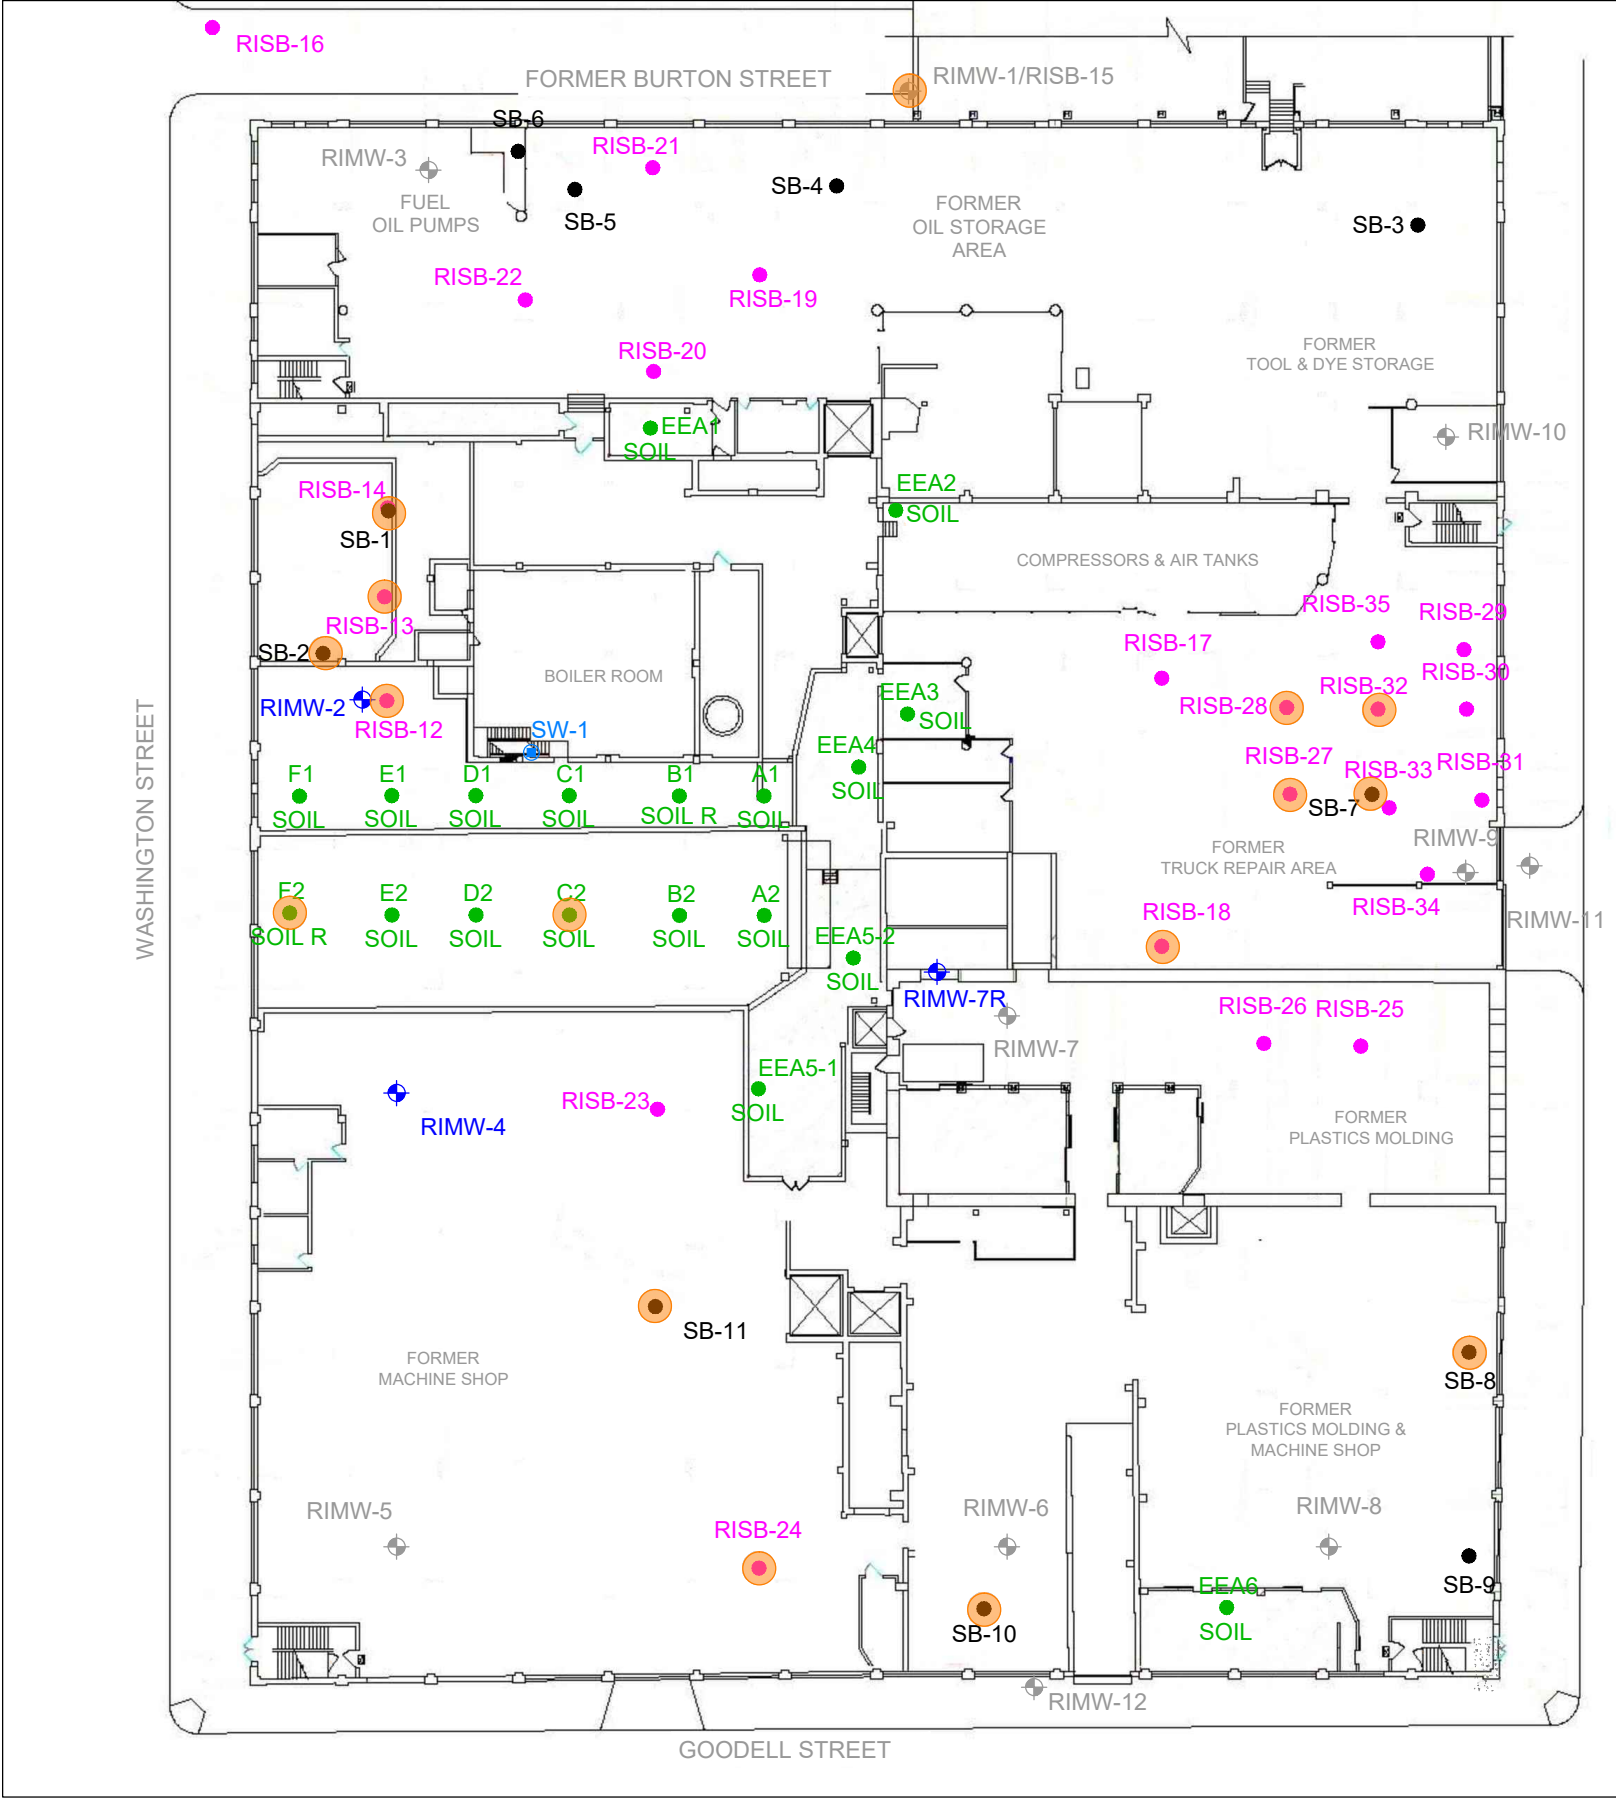 RISB-16
FORMER BURTON STREET
RIMW-1/RISB-15
SB-6
RIMW-3
RISB-21
SB-4
FUEL
OIL PUMPS
SB-5
FORMER
OIL STORAGE
AREA
SB-3
RISB-22
RISB-19
RISB-20
FORMER
TOOL & DYE STORAGE
EEA1
SOIL
RIMW-10
RISB-14
EEA2
SOIL
SB-1
COMPRESSORS & AIR TANKS
RISB-13
RISB-35
RISB-29
SB-2
RISB-17
BOILER ROOM
RISB-30
RISB-32
RIMW-2
RISB-28
EEA3
SOIL
RISB-12
SW-1
EEA4
SOIL
RISB-27
RISB-33
RISB-31
F1
SOIL
E1
SOIL
D1
SOIL
C1
SOIL
B1
SOIL R
A1
SOIL
SB-7
WASHINGTON STREET
RIMW-9
FORMER
TRUCK REPAIR AREA
F2
SOIL R
E2
SOIL
D2
SOIL
C2
SOIL
B2
SOIL
A2
SOIL
RISB-34
RISB-18
RIMW-11
EEA5-2
SOIL
RIMW-7R
RISB-26
RISB-25
RIMW-7
EEA5-1
SOIL
RISB-23
RIMW-4
FORMER
PLASTICS MOLDING
SB-11
FORMER
MACHINE SHOP
SB-8
FORMER
PLASTICS MOLDING &
MACHINE SHOP
RIMW-5
RIMW-6
RIMW-8
RISB-24
SB-9
EEA6
SOIL
SB-10
RIMW-12
GOODELL STREET